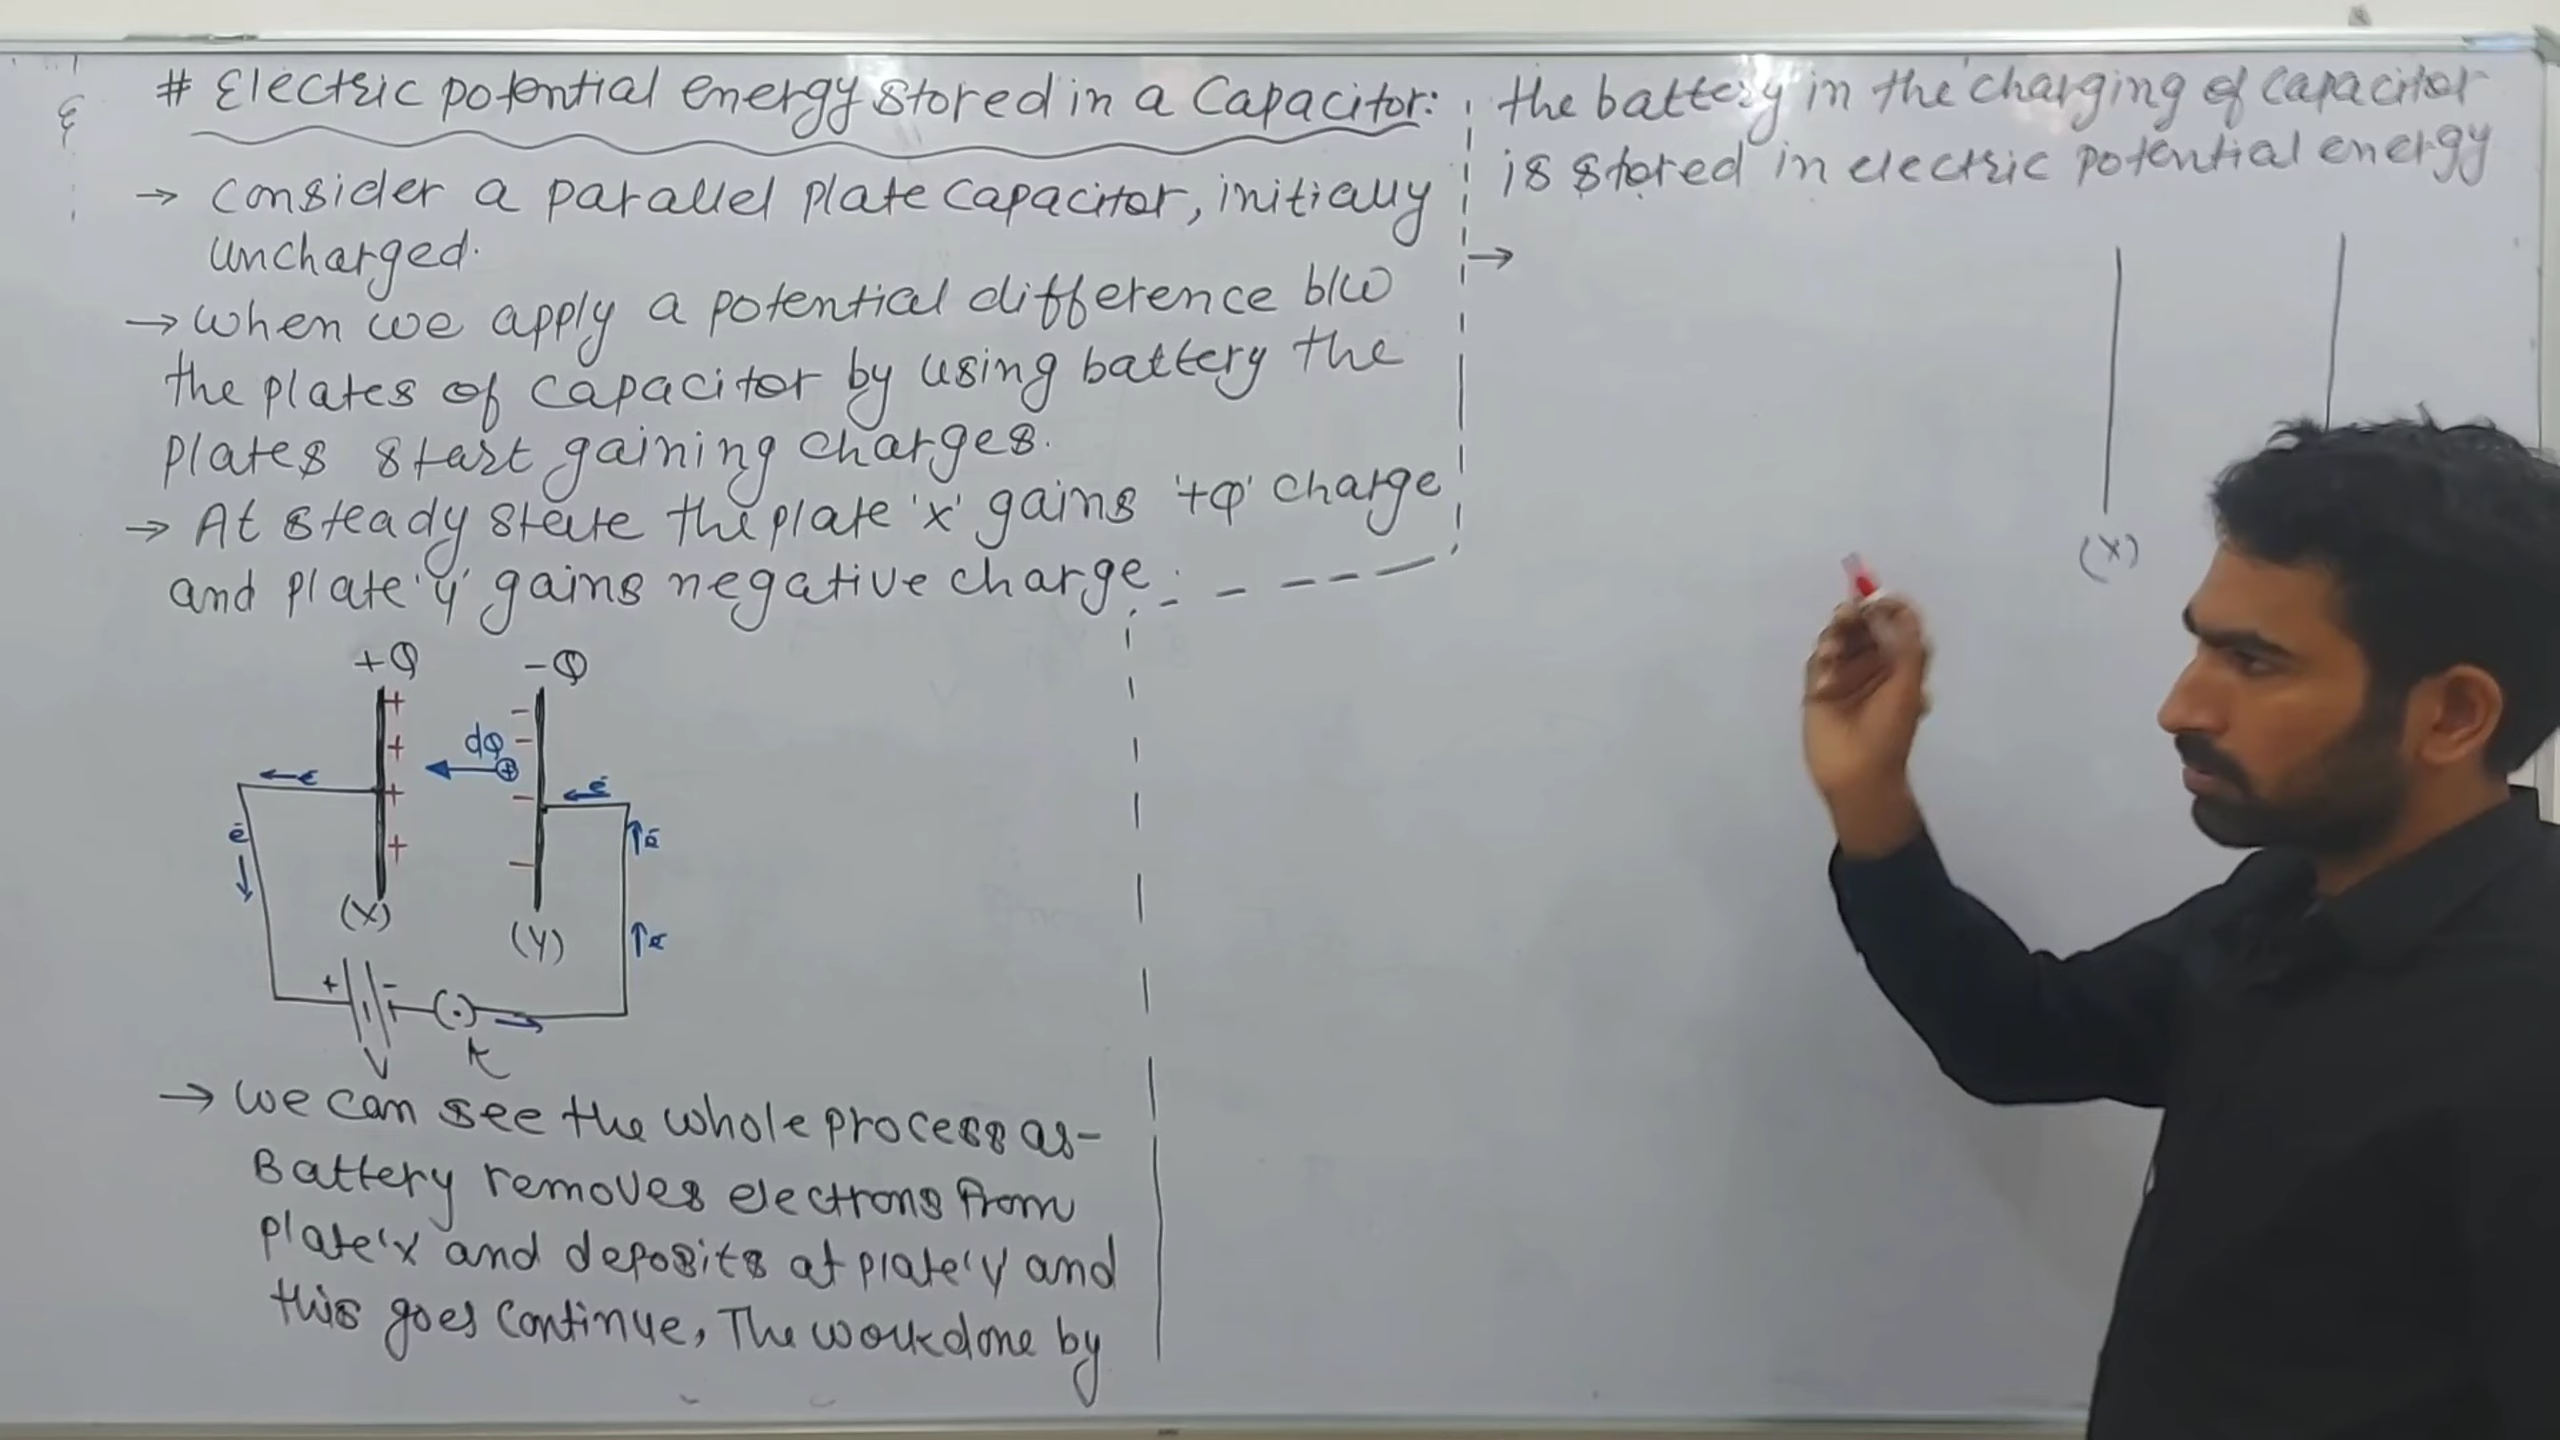 # Electric potential energy stored in a Capacitor:
→ Consider a parallel plate capacitor, initially
uncharged.
→ When we apply a potential difference b/w
the plates of capacitor by using battery the
plates start gaining charges.
→ At steady state the plate 'x' gains '+Q' charge
and plate 'y' gains negative charge.
+Q -Q
+ + + +
- - - -
dQ
+
e e
e e
e
(X)
(Y)
+ -
(.)
V K
→ We can see the whole process as-
Battery removes electrons from
plate 'x and deposits at plate 'y' and
this goes continue, The workdone by
the battery in the charging of capacitor
is stored in electric potential energy
→
(X)